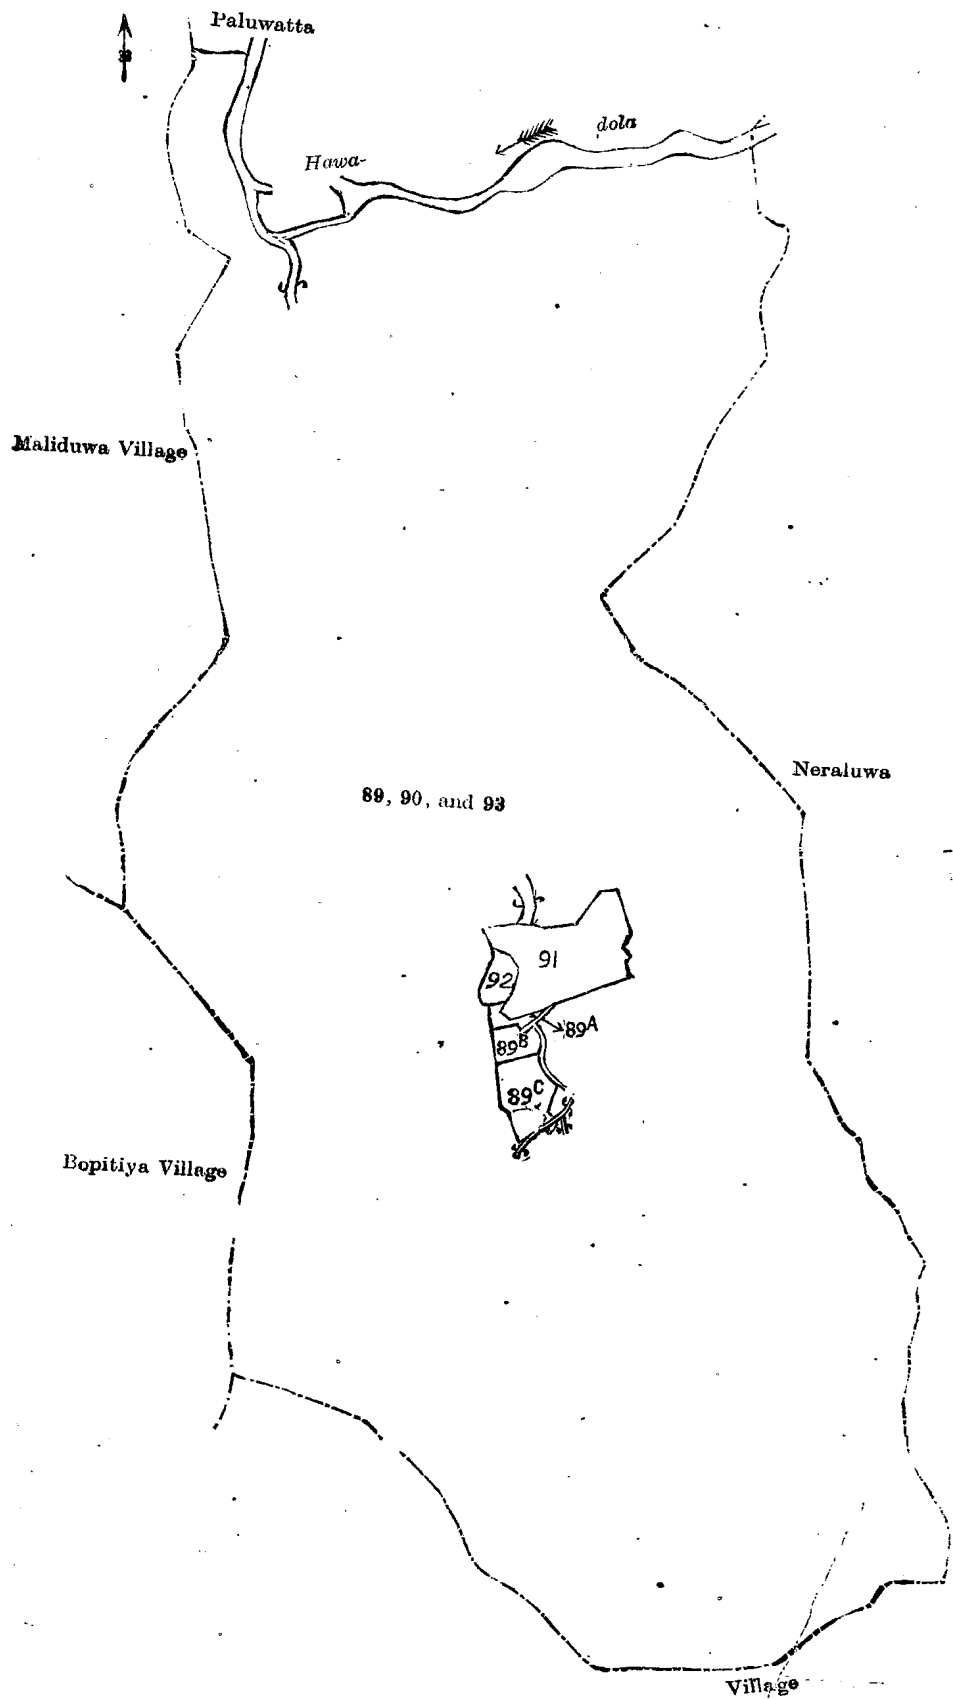 Paluwatta
dola
Hawa-
Maliduwa Village
Neraluwa
89, 90, and 93
91
92
89A
89B
89C
Bopitiya Village
Village